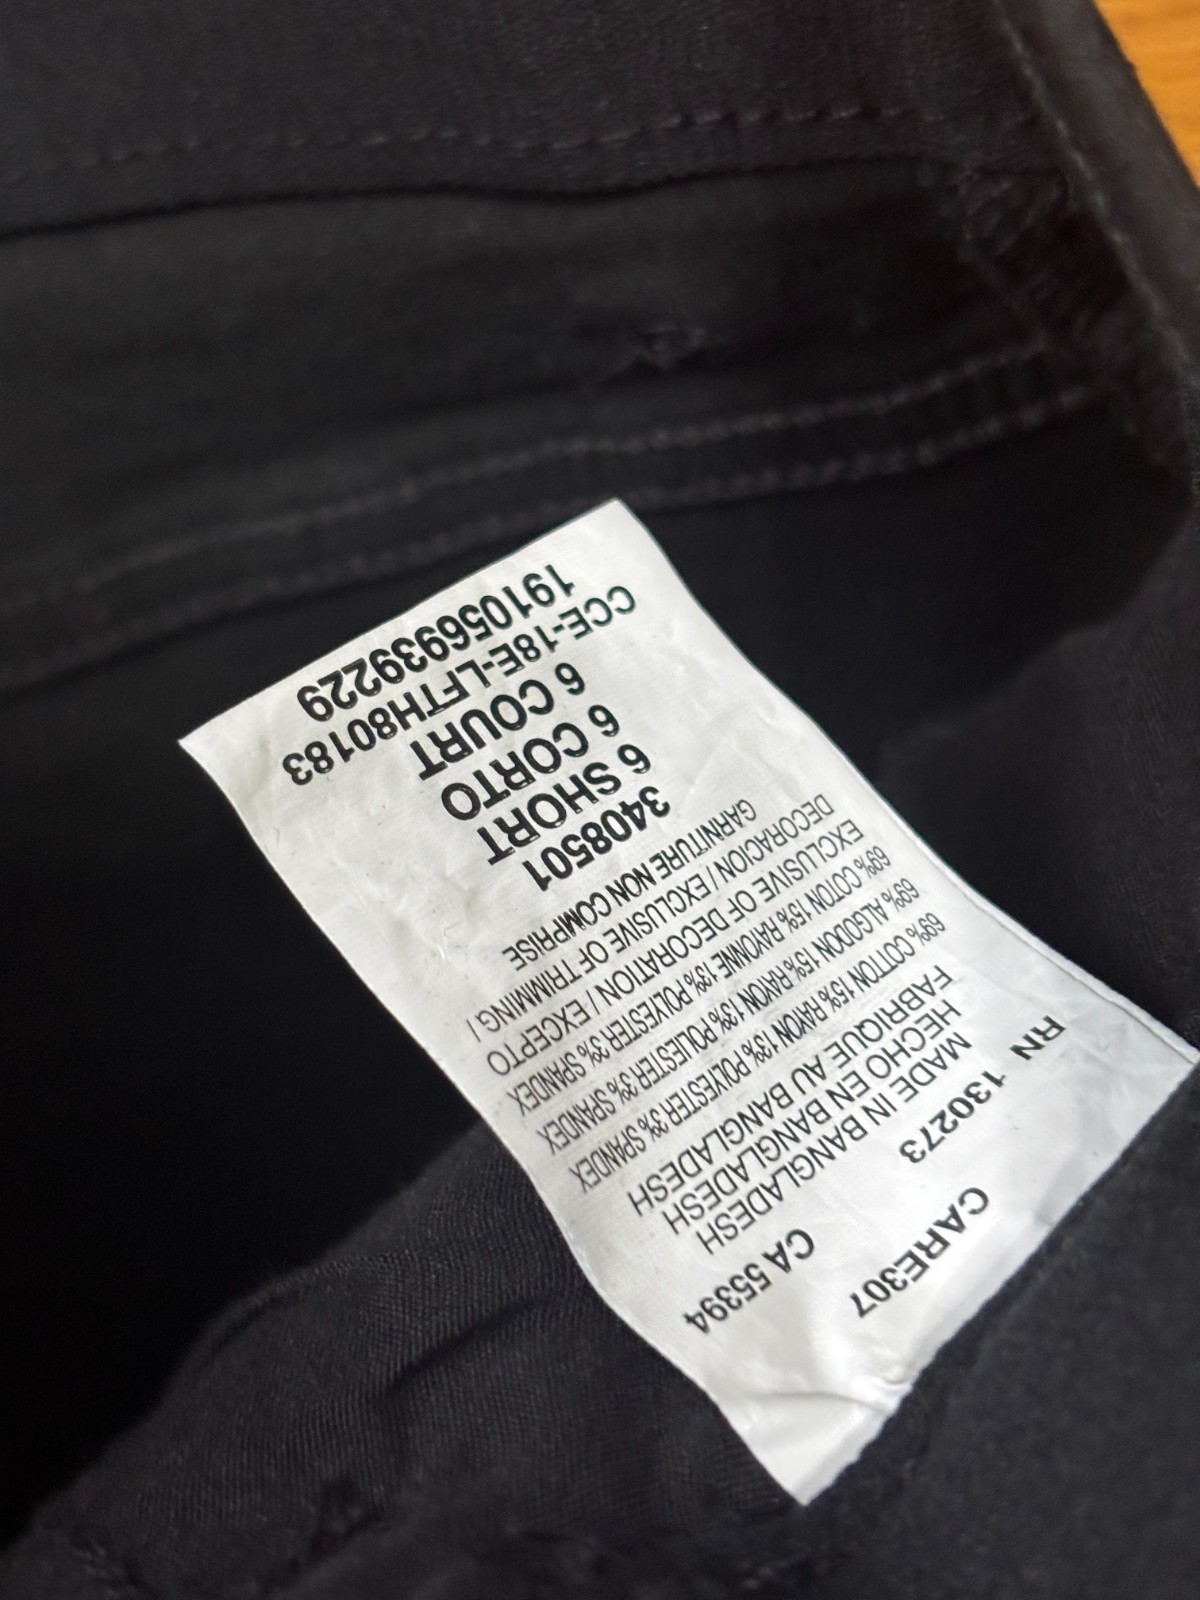 RN 130273
CARE307 CA 55394
MADE IN BANGLADESH
HECHO EN BANGLADESH
FABRIQUE AU BANGLADESH
69% COTTON 15% RAYON 13% POLYESTER 3% SPANDEX
69% ALGODON 15% RAYON 13% POLIESTER 3% SPANDEX
69% COTON 15% RAYONNE 13% POLYESTER 3% SPANDEX
EXCLUSIVE OF DECORATION / EXCEPTO
DECORACION / EXCLUSIVE OF TRIMMING /
GARNITURE NON COMPRISE
3408501
6 SHORT
6 CORTO
6 COURT
CCE-18E-LFTH80183
191056939229